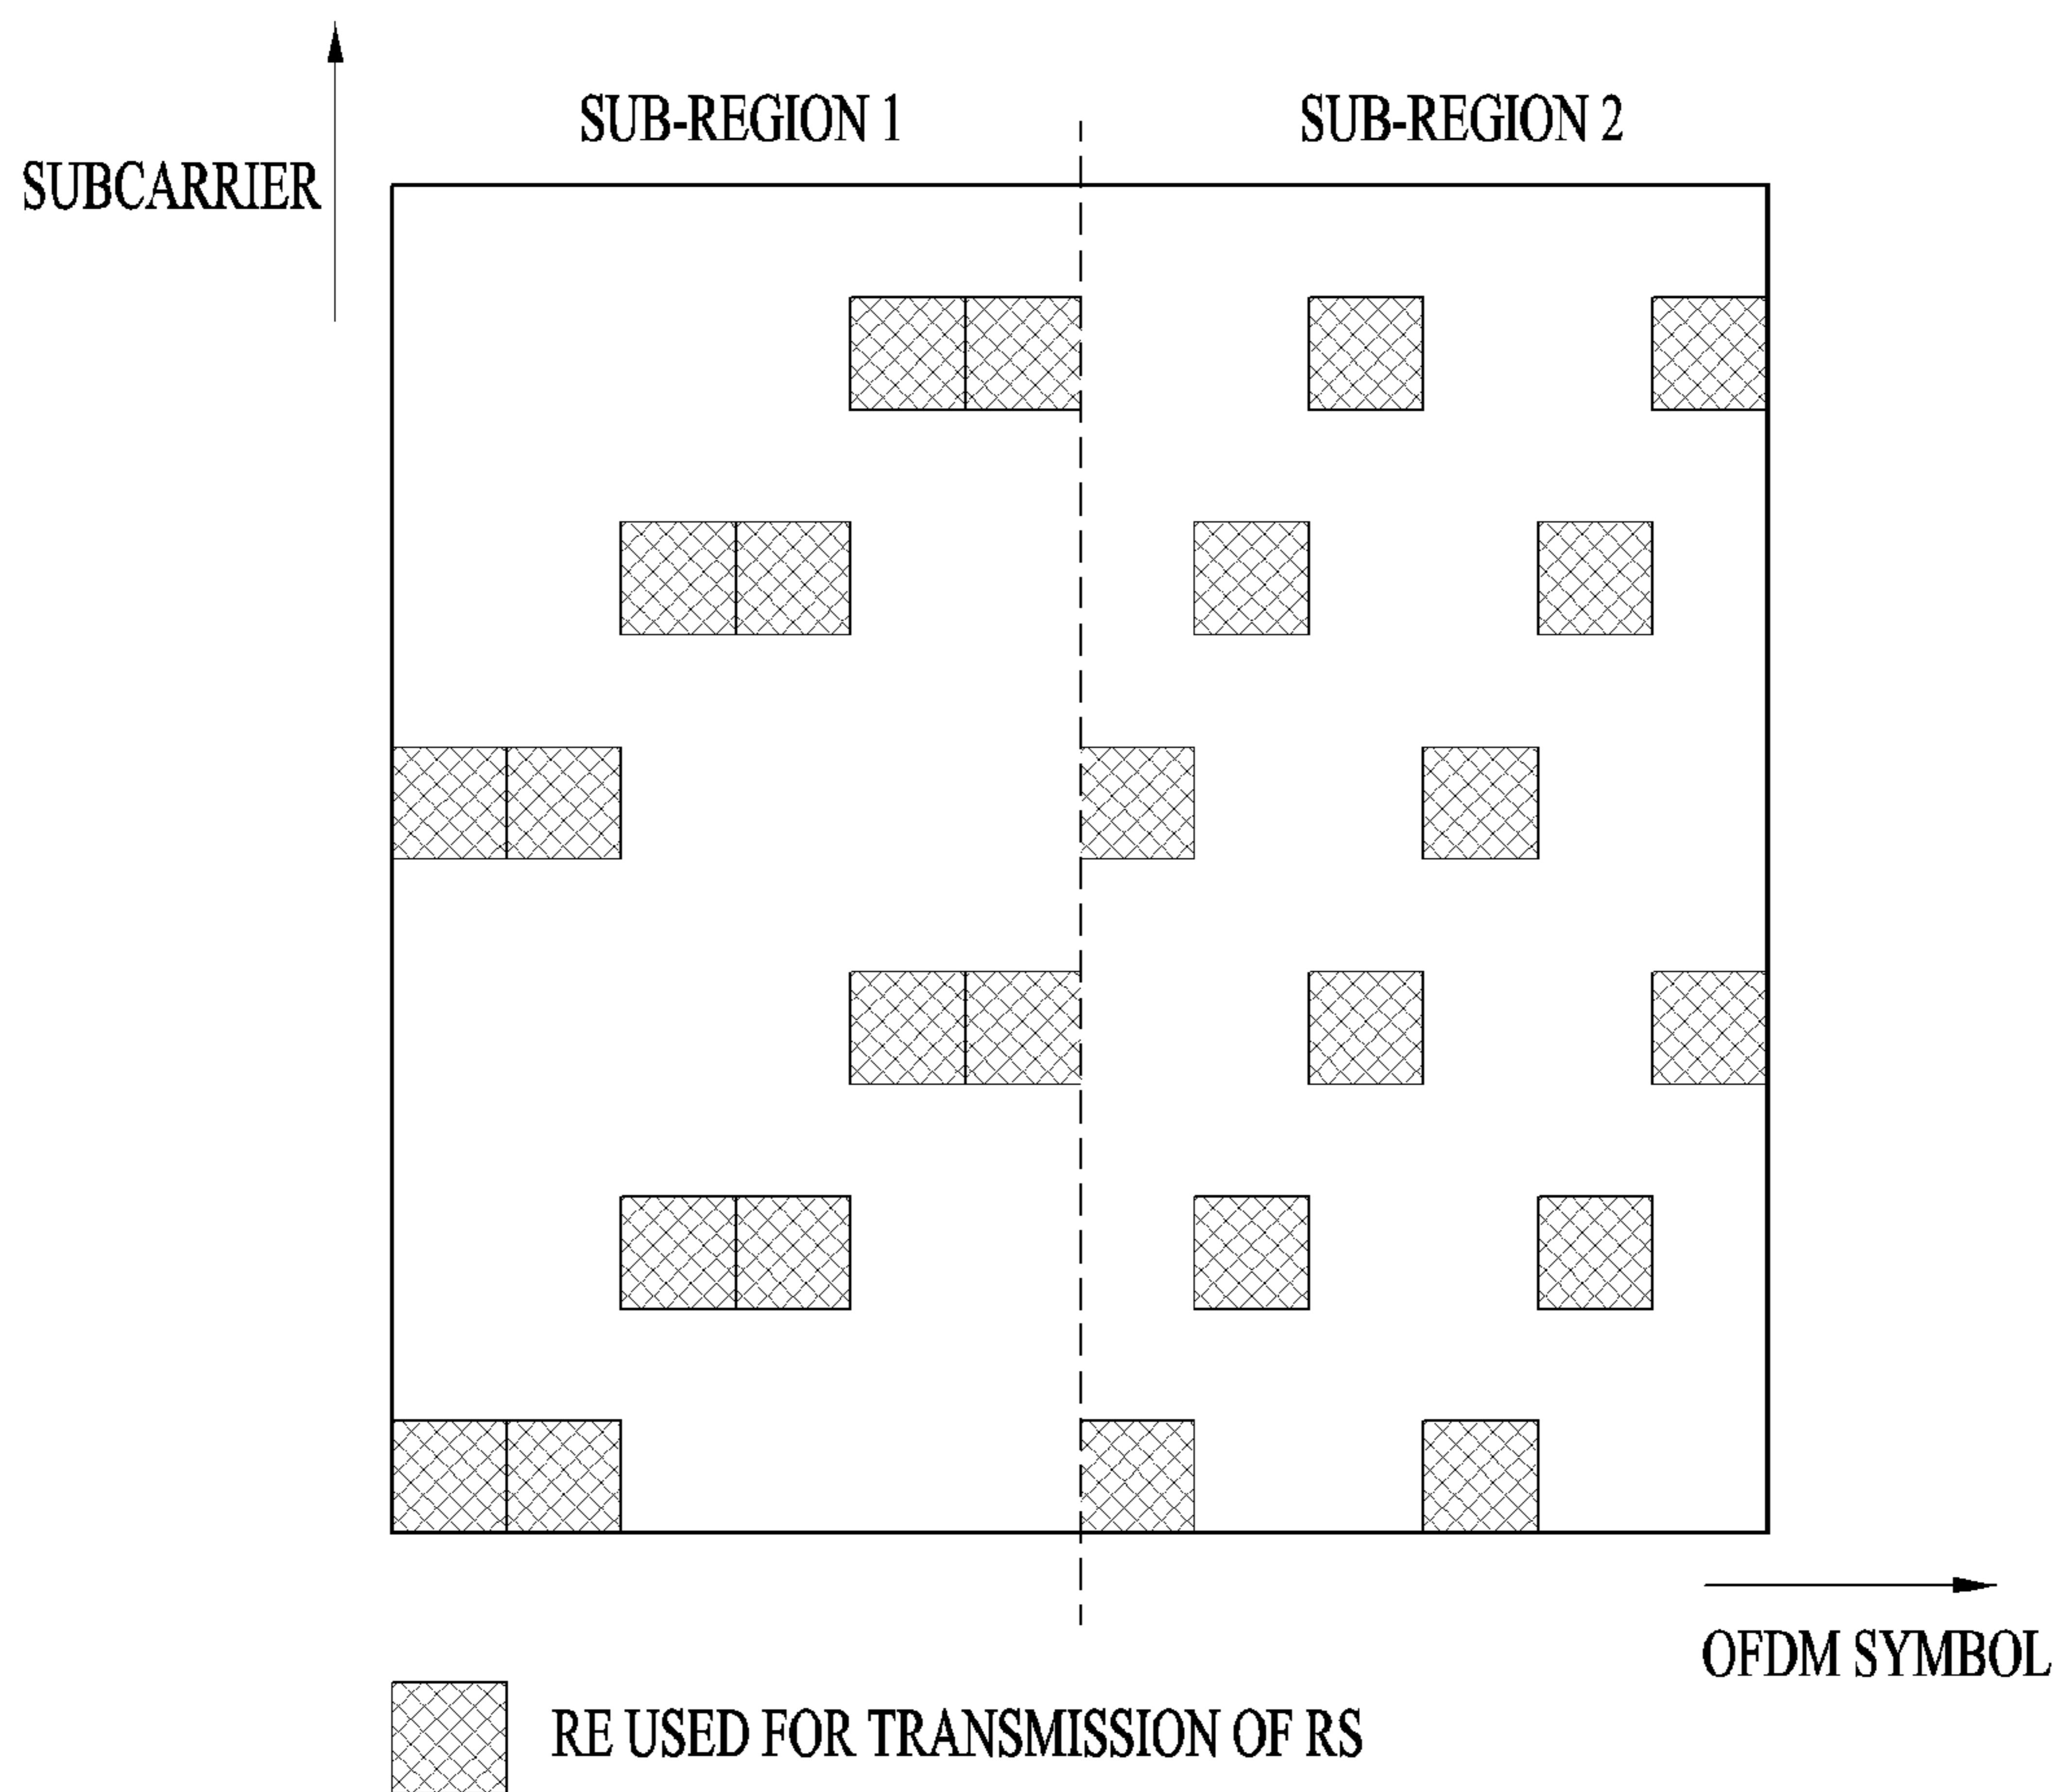 SUB-REGION 1
SUB-REGION 2
SUBCARRIER
OFDM SYMBOL
RE USED FOR TRANSMISSION OF RS